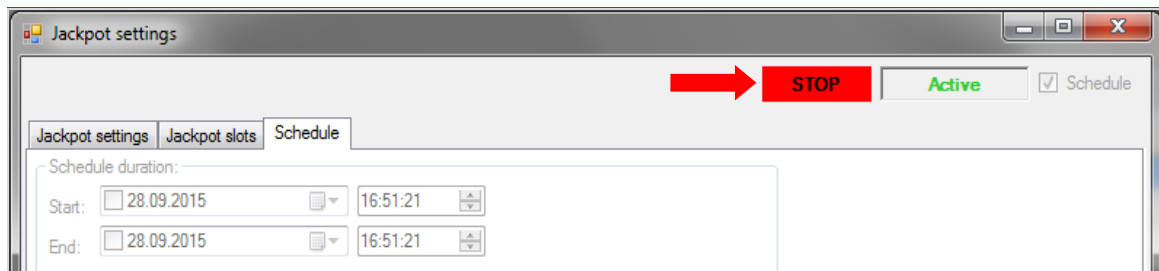 Jackpot settings
STOP Active Schedule
Jackpot settings Jackpot slots Schedule
Schedule duration:
Start: 28.09.2015 16:51:21
End: 28.09.2015 16:51:21